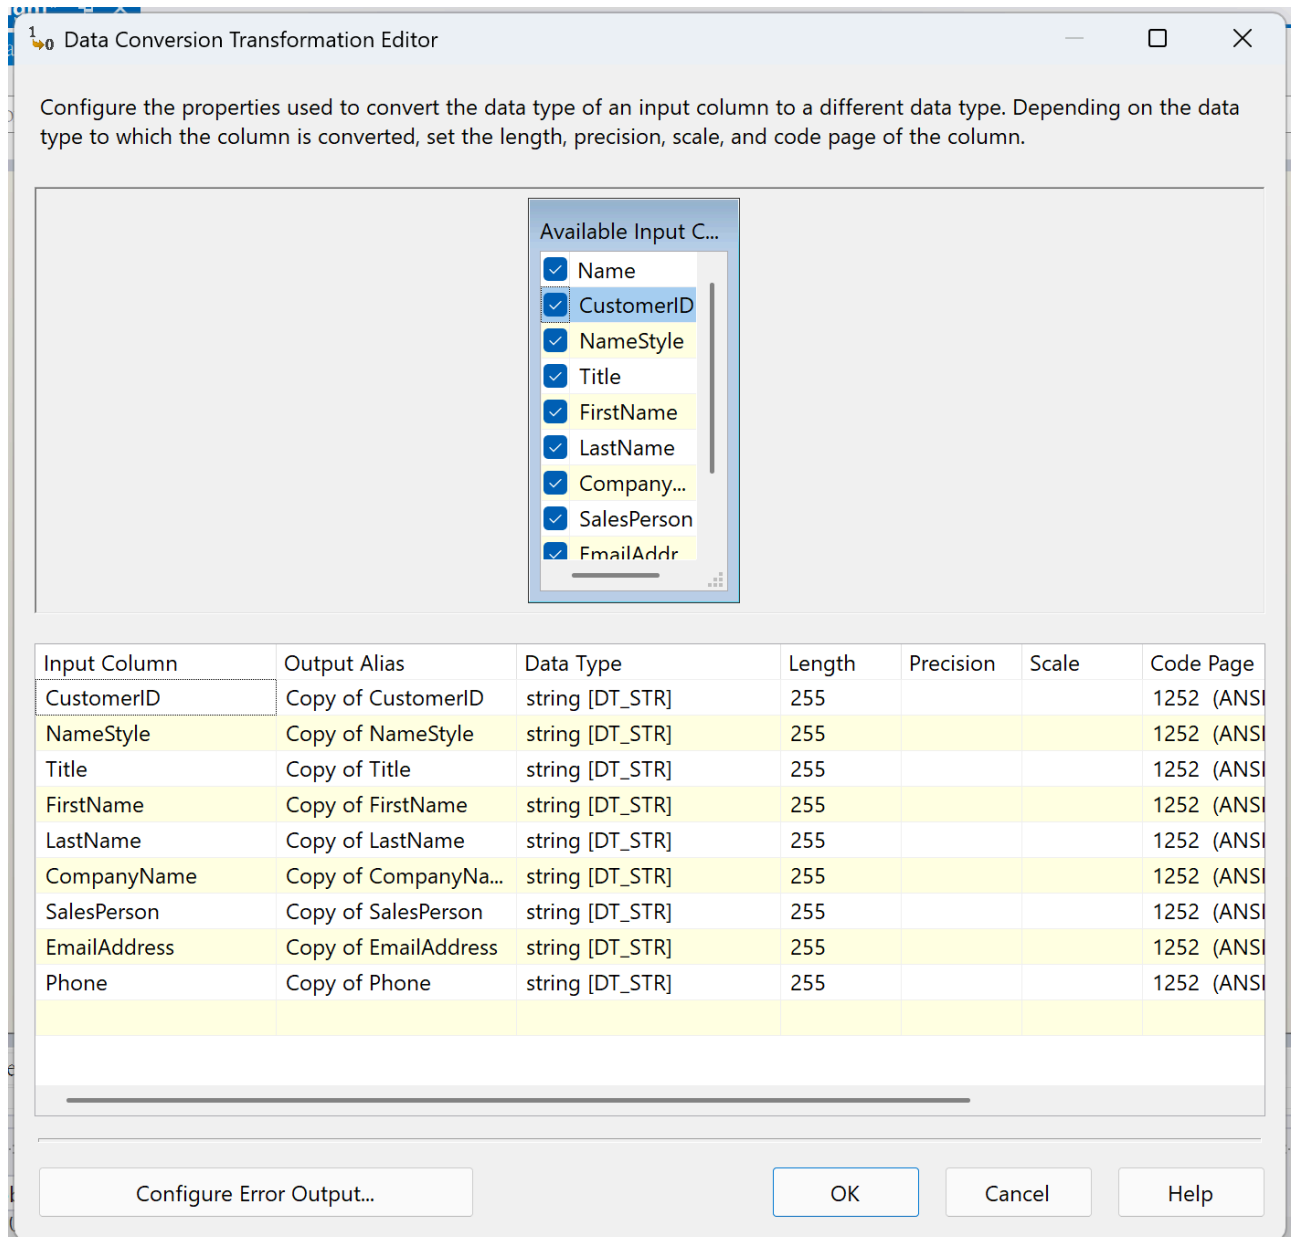 Data Conversion Transformation Editor
Configure the properties used to convert the data type of an input column to a different data type. Depending on the data
type to which the column is converted, set the length, precision, scale, and code page of the column.
Available Input C...
Name
CustomerID
NameStyle
Title
FirstName
LastName
Company...
SalesPerson
EmailAddr
Input Column Output Alias Data Type Length Precision Scale Code Page
CustomerID Copy of CustomerID string [DT_STR] 255 1252 (ANSI
NameStyle Copy of NameStyle string [DT_STR] 255 1252 (ANSI
Title Copy of Title string [DT_STR] 255 1252 (ANSI
FirstName Copy of FirstName string [DT_STR] 255 1252 (ANSI
LastName Copy of LastName string [DT_STR] 255 1252 (ANSI
CompanyName Copy of CompanyNa... string [DT_STR] 255 1252 (ANSI
SalesPerson Copy of SalesPerson string [DT_STR] 255 1252 (ANSI
EmailAddress Copy of EmailAddress string [DT_STR] 255 1252 (ANSI
Phone Copy of Phone string [DT_STR] 255 1252 (ANSI
Configure Error Output... OK Cancel Help